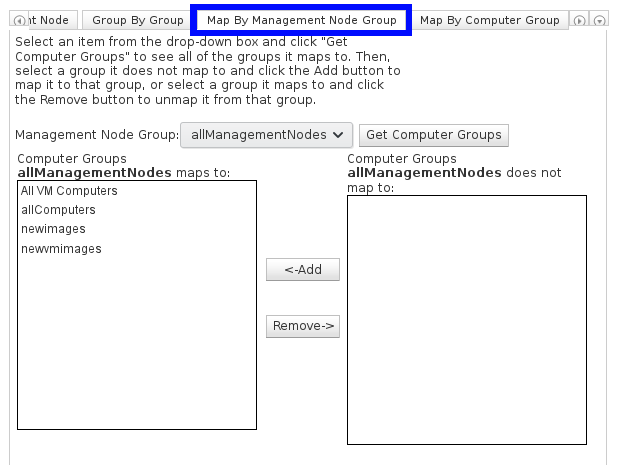 nt Node
Group By Group
Map By Management Node Group
Map By Computer Group
Select an item from the drop-down box and click "Get
Computer Groups" to see all of the groups it maps to. Then,
select a group it does not map to and click the Add button to
map it to that group, or select a group it maps to and click
the Remove button to unmap it from that group.
Management Node Group:
allManagementNodes
Get Computer Groups
Computer Groups
allManagementNodes maps to:
All VM Computers
allComputers
newimages
newvmimages
<-Add
Remove->
Computer Groups
allManagementNodes does not
map to: